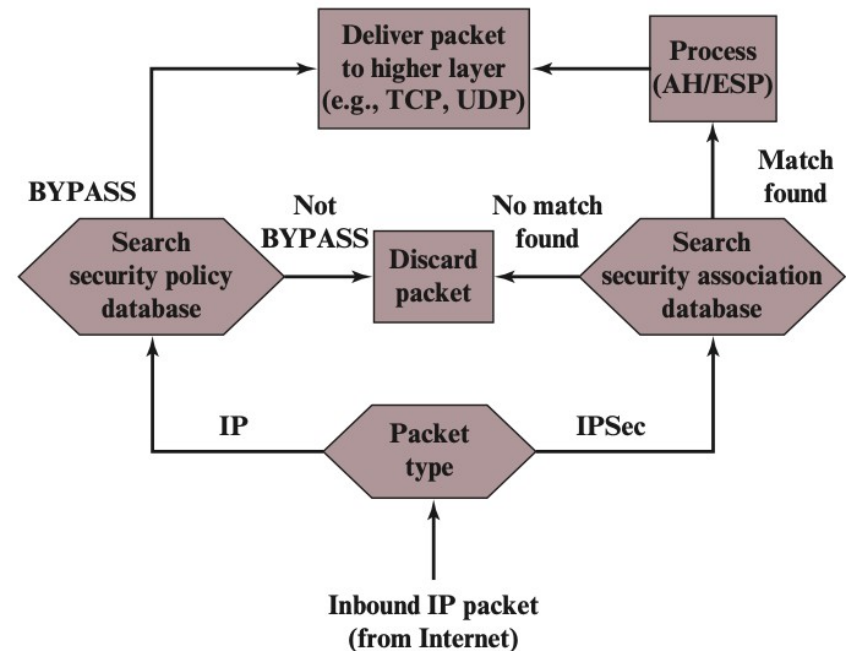 Deliver packet
to higher layer
(e.g., TCP, UDP)
Process
(AH/ESP)
BYPASS
Not
BYPASS
No match
found
Match
found
Search
security policy
database
Discard
packet
Search
security association
database
IP
Packet
type
IPSec
Inbound IP packet
(from Internet)